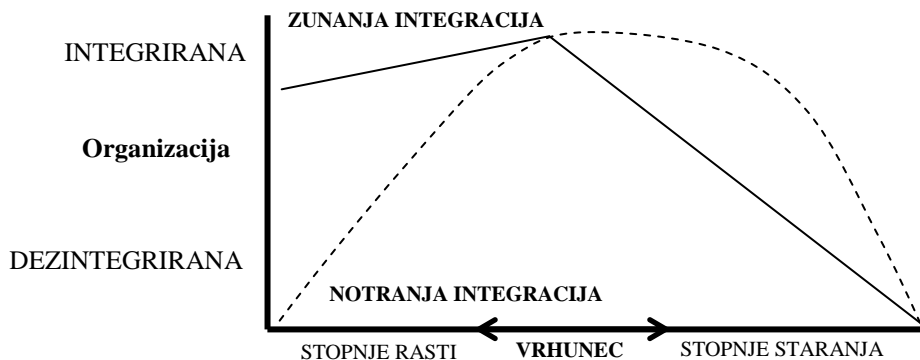 ZUNANJA INTEGRACIJA
INTEGRIRANA
Organizacija
DEZINTEGRIRANA
NOTRANJA INTEGRACIJA
STOPNJE RASTI
VRHUNEC
STOPNJE STARANJA